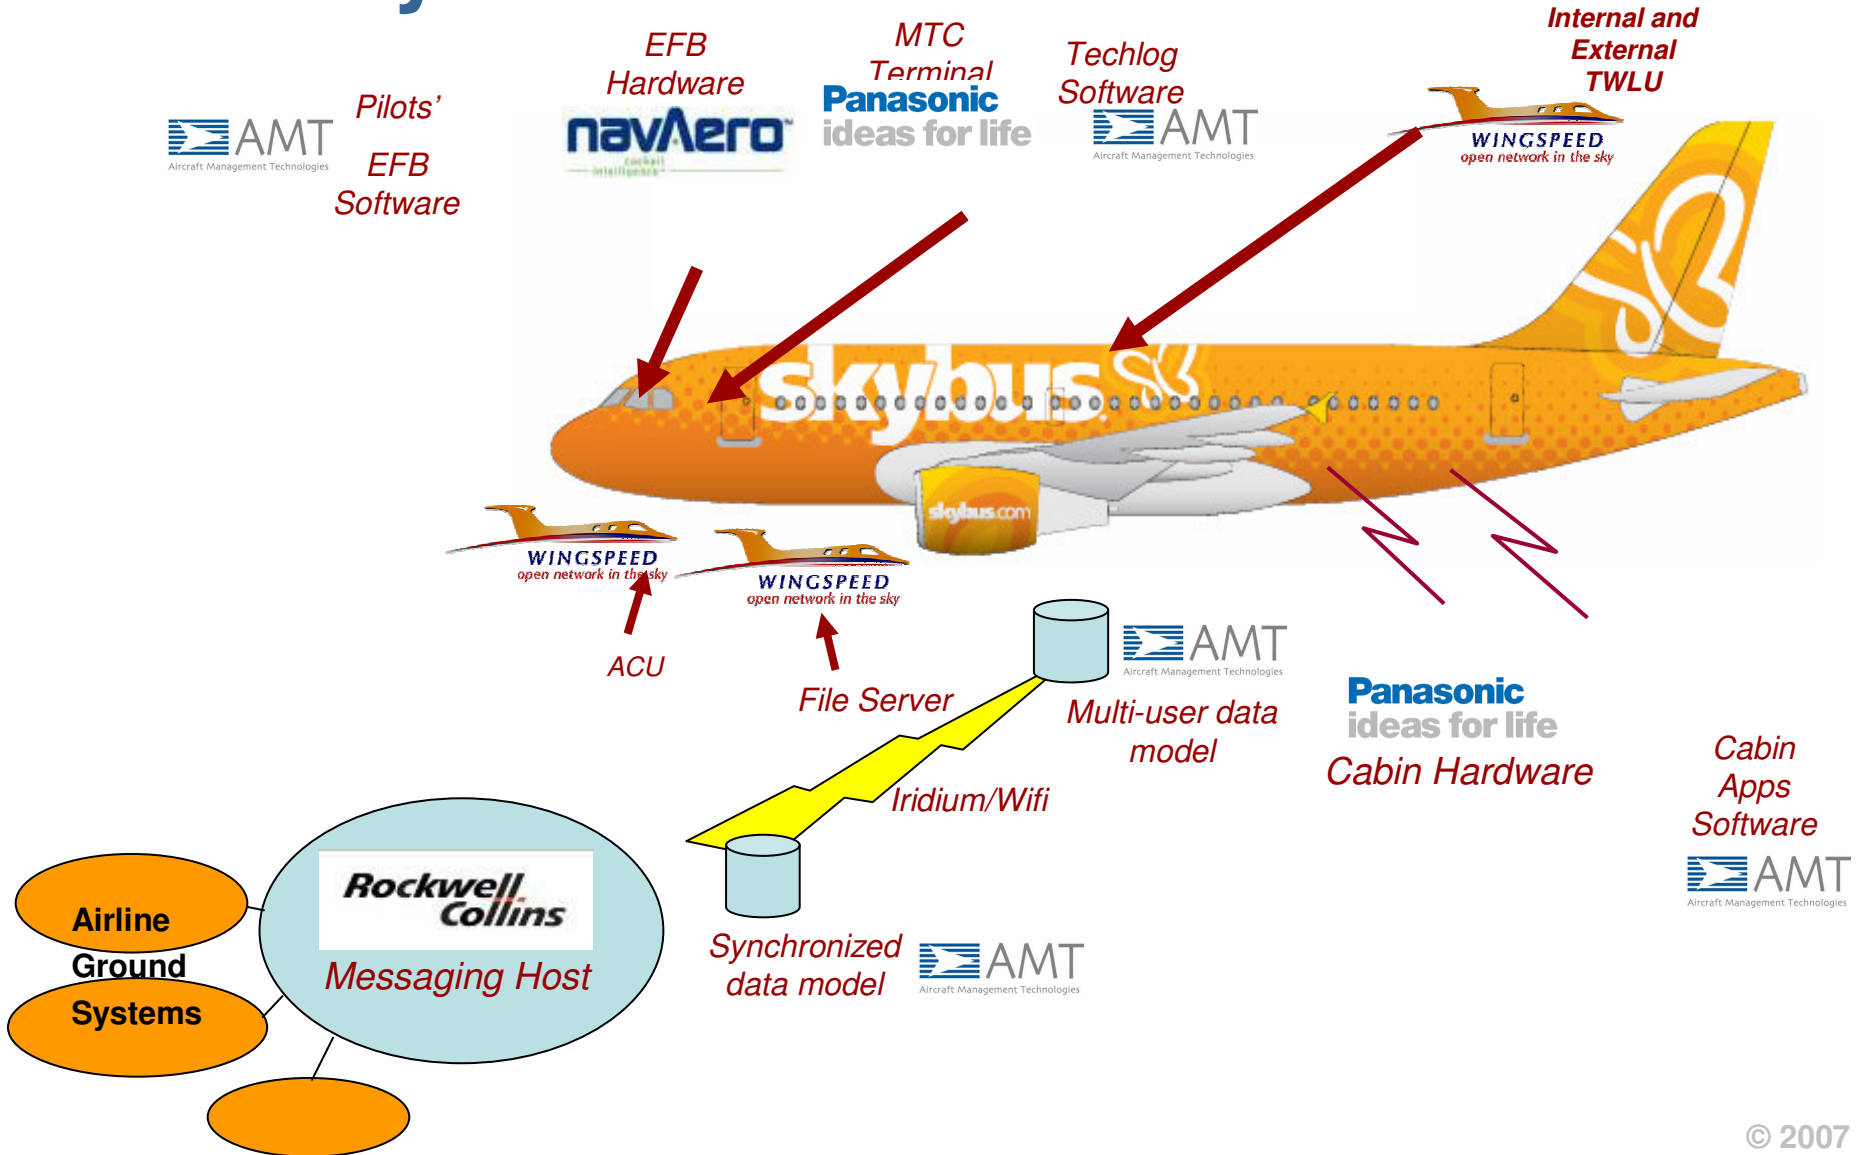 Internal and
External
TWLU
EFB
Hardware
MTC
Terminal
Techlog
Software
Pilots’
EFB
Software
AMT
Aircraft Management Technologies
navAero™
cockpit
intelligence
Panasonic
ideas for life
AMT
Aircraft Management Technologies
WINGSPEED
open network in the sky
skybus
skybus.com
WINGSPEED
open network in the sky
WINGSPEED
open network in the sky
ACU
File Server
AMT
Aircraft Management Technologies
Multi-user data
model
Panasonic
ideas for life
Cabin Hardware
Cabin
Apps
Software
AMT
Aircraft Management Technologies
Iridium/Wifi
Rockwell
Collins
Messaging Host
Airline
Ground
Systems
Synchronized
data model
AMT
Aircraft Management Technologies
© 2007